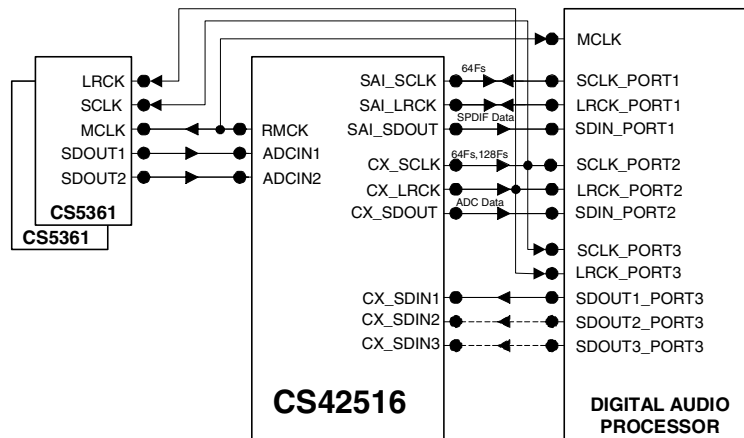 LRCK
SCLK
MCLK
SDOUT1
SDOUT2
CS5361
CS5361
RMCK
ADCIN1
ADCIN2
SAI_SCLK
SAI_LRCK
SAI_SDOUT
CX_SCLK
CX_LRCK
CX_SDOUT
CX_SDIN1
CX_SDIN2
CX_SDIN3
CS42516
64Fs
SPDIF Data
64Fs,128Fs
ADC Data
MCLK
SCLK_PORT1
LRCK_PORT1
SDIN_PORT1
SCLK_PORT2
LRCK_PORT2
SDIN_PORT2
SCLK_PORT3
LRCK_PORT3
SDOUT1_PORT3
SDOUT2_PORT3
SDOUT3_PORT3
DIGITAL AUDIO
PROCESSOR